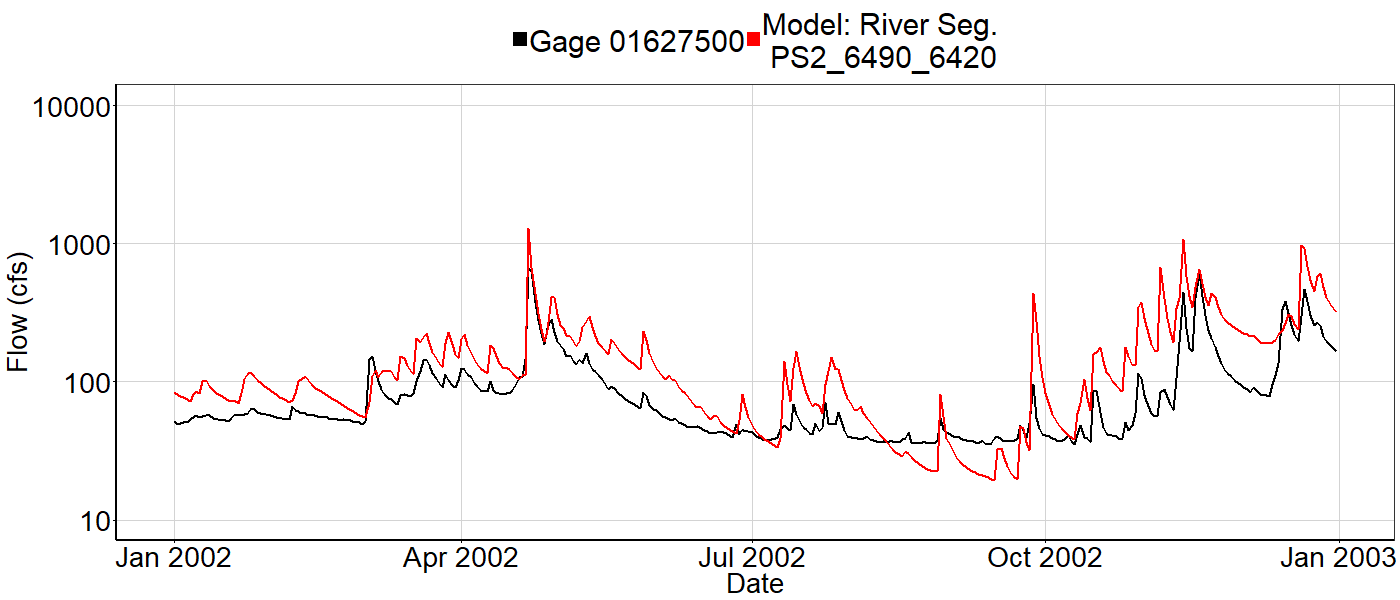 Gage 01627500
Model: River Seg.
PS2_6490_6420
Flow (cfs)
10000
1000
100
10
Jan 2002
Apr 2002
Jul 2002
Oct 2002
Jan 2003
Date